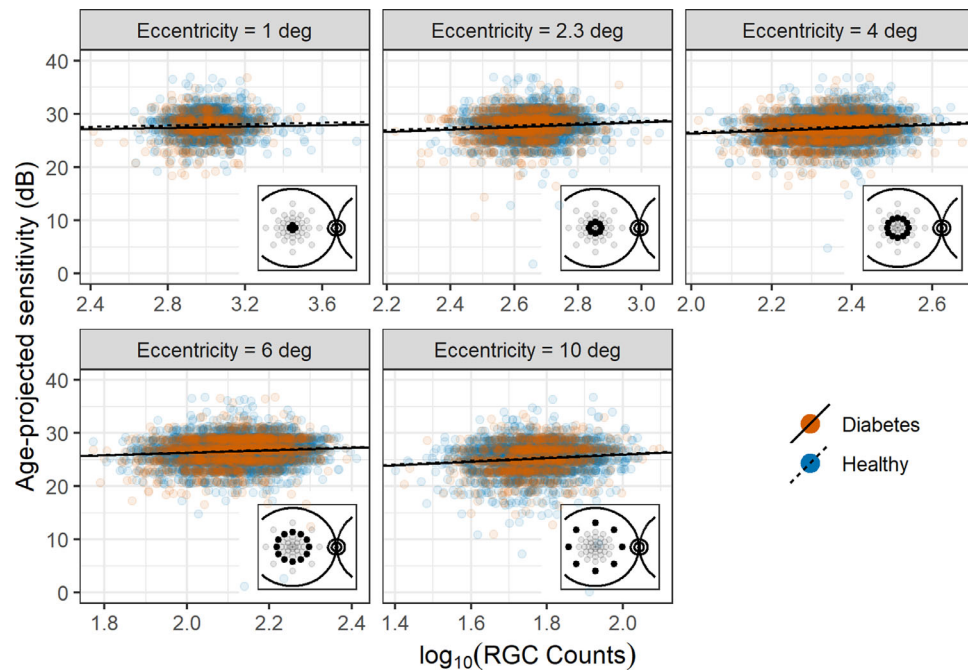 Eccentricity = 1 deg
Eccentricity = 2.3 deg
Eccentricity = 4 deg
40
30
20
10
0
2.4 2.8 3.2 3.6
2.2 2.4 2.6 2.8 3.0
2.0 2.2 2.4 2.6
Age-projected sensitivity (dB)
Eccentricity = 6 deg
Eccentricity = 10 deg
40
30
20
10
0
1.8 2.0 2.2 2.4
1.4 1.6 1.8 2.0
log₁₀(RGC Counts)
Diabetes
Healthy